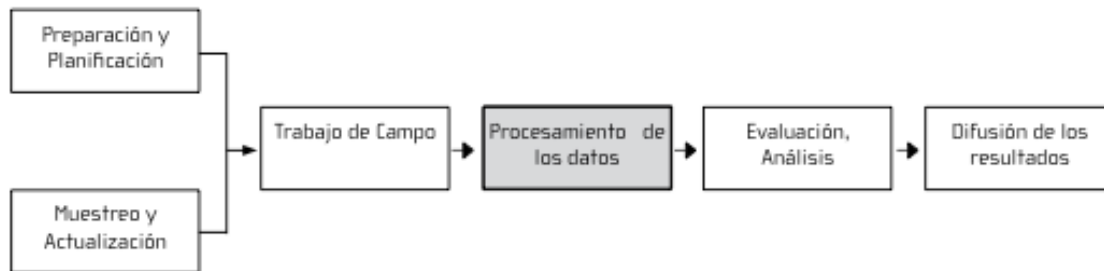 Preparación y
Planificación
Muestreo y
Actualización
Trabajo de Campo
Procesamiento de
los datos
Evaluación,
Análisis
Difusión de los
resultados